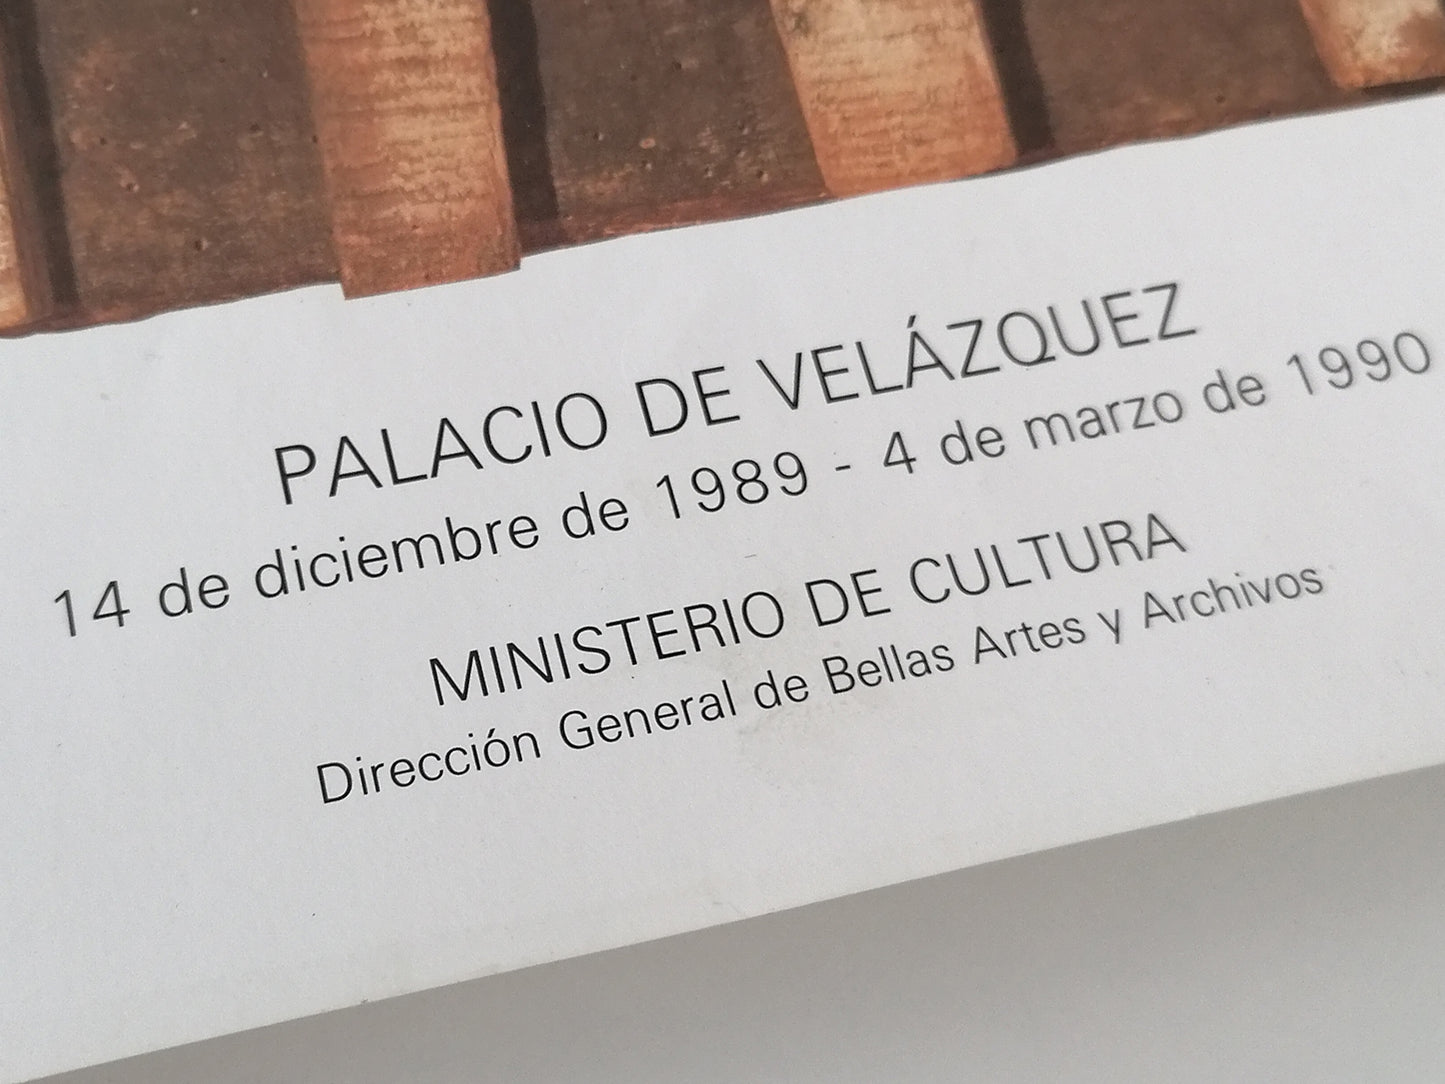 PALACIO DE VELÁZQUEZ
14 de diciembre de 1989 - 4 de marzo de 1990
MINISTERIO DE CULTURA
Dirección General de Bellas Artes y Archivos